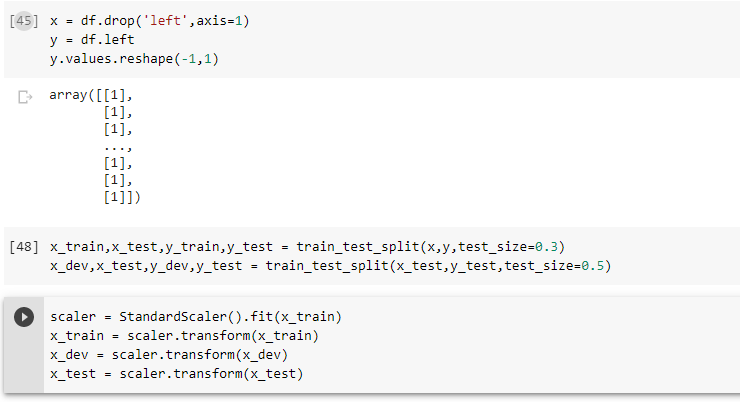 [45] x = df.drop('left',axis=1)
y = df.left
y.values.reshape(-1,1)
array([[1],
[1],
[1],
...,
[1],
[1],
[1]])
[48] x_train,x_test,y_train,y_test = train_test_split(x,y,test_size=0.3)
x_dev,x_test,y_dev,y_test = train_test_split(x_test,y_test,test_size=0.5)
scaler = StandardScaler().fit(x_train)
x_train = scaler.transform(x_train)
x_dev = scaler.transform(x_dev)
x_test = scaler.transform(x_test)